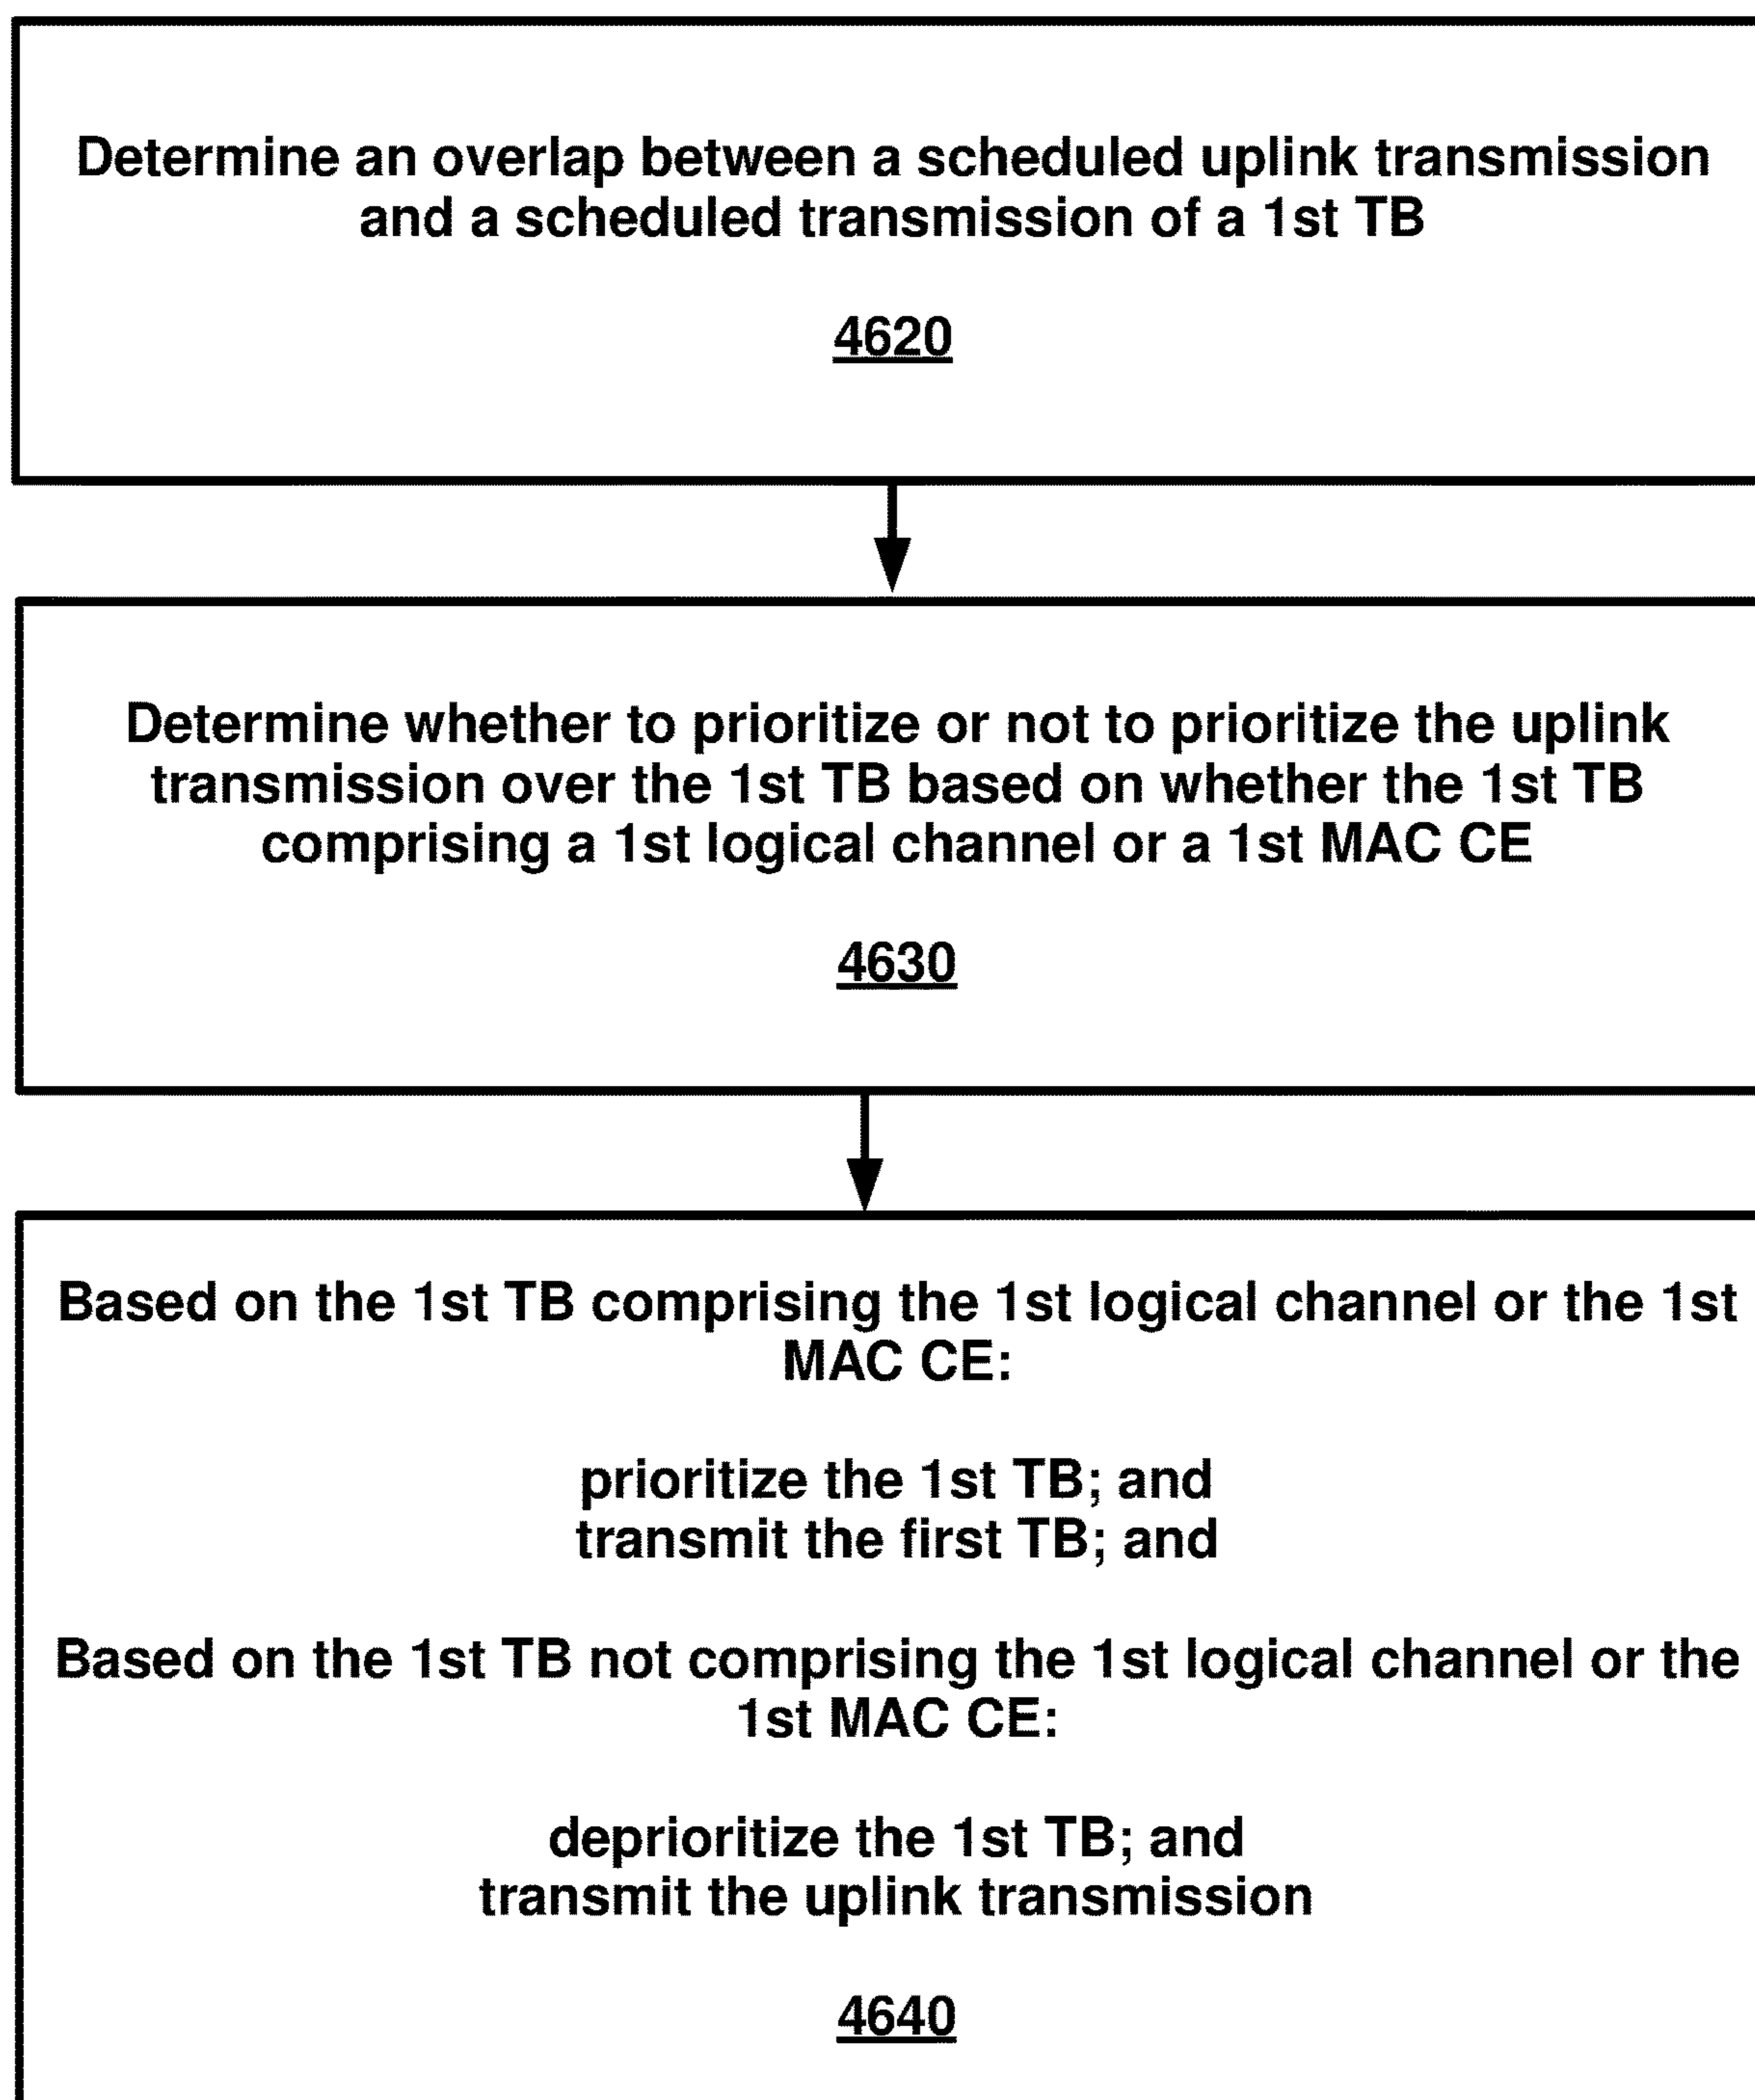 Determine an overlap between a scheduled uplink transmission
and a scheduled transmission of a 1st TB
4620
Determine whether to prioritize or not to prioritize the uplink
transmission over the 1st TB based on whether the 1st TB
comprising a 1st logical channel or a 1st MAC CE
4630
Based on the 1st TB comprising the 1st logical channel or the 1st
MAC CE:
prioritize the 1st TB; and
transmit the first TB; and
Based on the 1st TB not comprising the 1st logical channel or the
1st MAC CE:
deprioritize the 1st TB; and
transmit the uplink transmission
4640